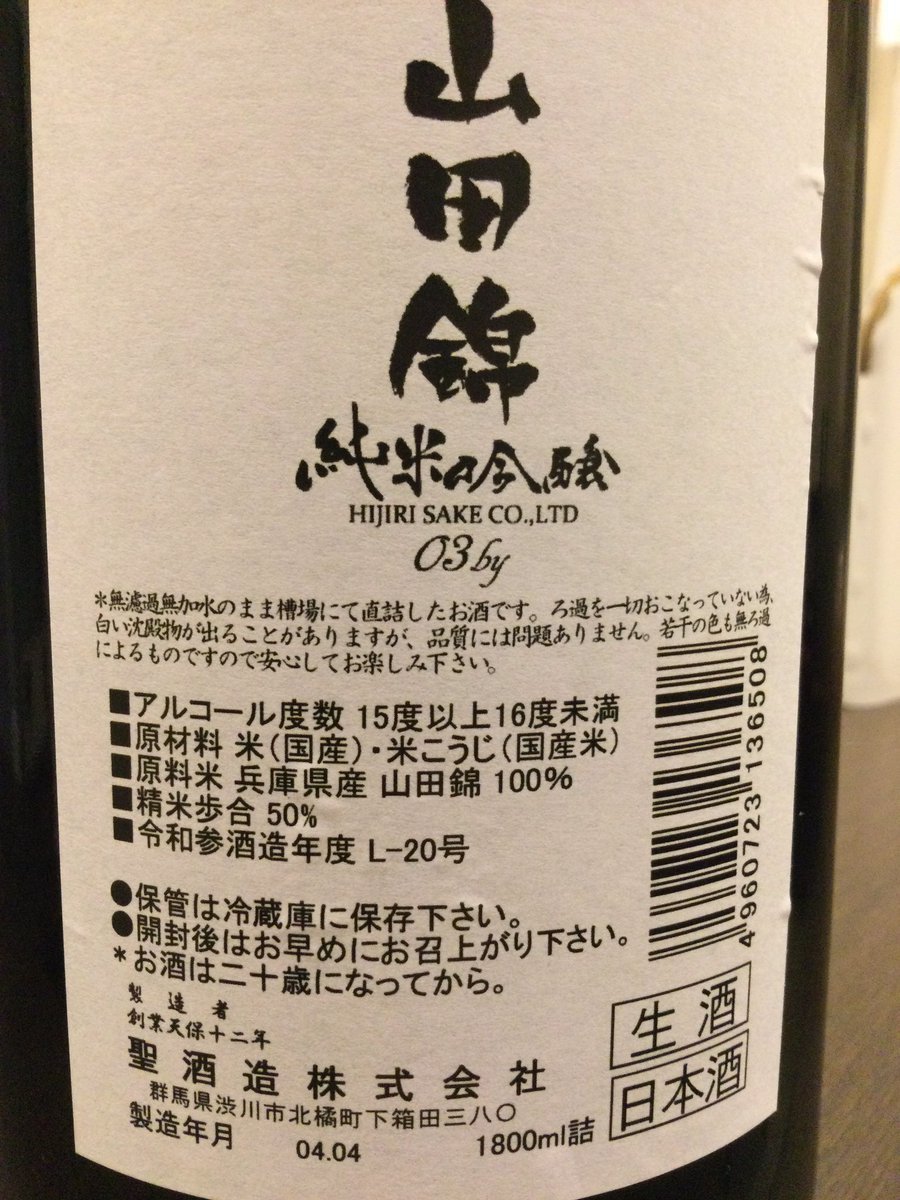 山田錦
純米吟醸
HIJIRI SAKE CO.,LTD
03by
*無濾過無加水のまま槽場にて直詰したお酒です。ろ過を一切おこなっていない為、
白い沈殿物が出ることがありますが、品質には問題ありません。若干の色も無ろ過
によるものですので安心してお楽しみ下さい。
■アルコール度数 15度以上16度未満
■原材料 米(国産)・米こうじ(国産米)
■原料米 兵庫県産 山田錦 100%
■精米歩合 50%
■令和参酒造年度 L-20号
4960723136508
●保管は冷蔵庫に保存下さい。
●開封後はお早めにお召上がり下さい。
*お酒は二十歳になってから。
生酒
日本酒
製造者
創業天保十二年
聖酒造株式会社
群馬県渋川市北橘町下箱田三八〇
製造年月 04.04 1800ml詰